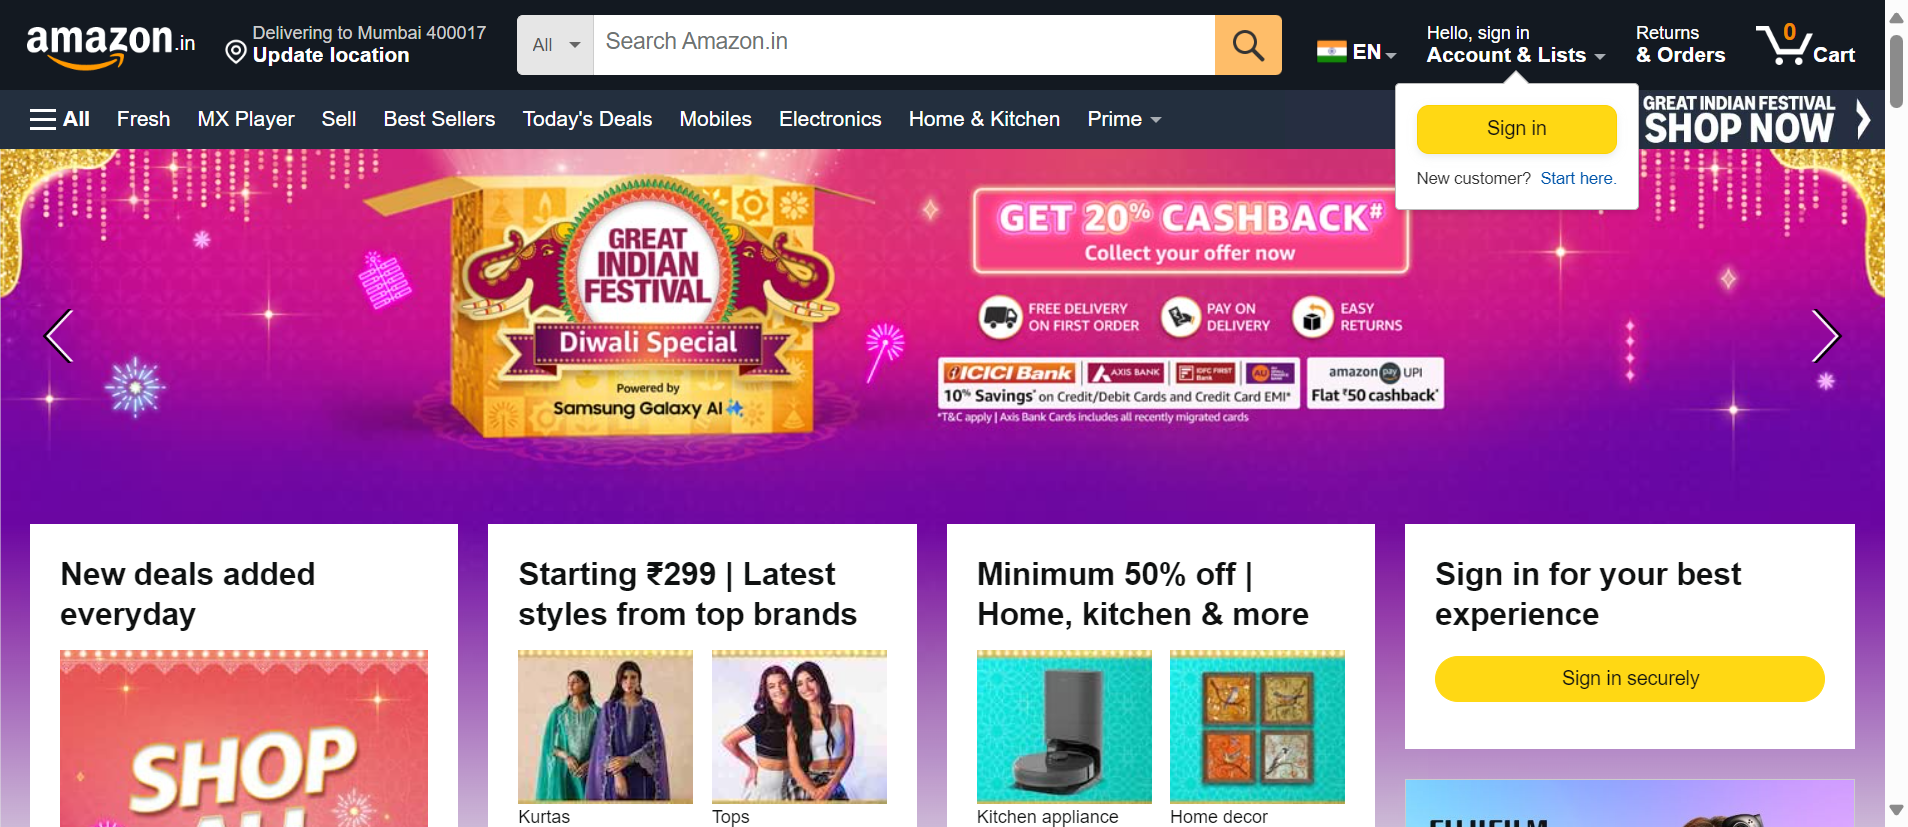 amazon.in
Delivering to Mumbai 400017
Update location
All
Search Amazon.in
EN
Hello, sign in
Account & Lists
Returns
& Orders
0
Cart
All
Fresh
MX Player
Sell
Best Sellers
Today's Deals
Mobiles
Electronics
Home & Kitchen
Prime
Sign in
New customer? Start here.
GREAT INDIAN FESTIVAL
SHOP NOW
GREAT
INDIAN
FESTIVAL
Diwali Special
Powered by
Samsung Galaxy AI
GET 20% CASHBACK#
Collect your offer now
FREE DELIVERY
ON FIRST ORDER
PAY ON
DELIVERY
EASY
RETURNS
ICICI Bank
AXIS BANK
IDFC FIRST
Bank
AU
10% Savings* on Credit/Debit Cards and Credit Card EMI*
amazon pay UPI
Flat ₹50 cashback*
*T&C apply | Axis Bank Cards includes all recently migrated cards
New deals added
everyday
SHOP
ALL
Starting ₹299 | Latest
styles from top brands
Kurtas
Tops
Minimum 50% off |
Home, kitchen & more
Kitchen appliance
Home decor
Sign in for your best
experience
Sign in securely
FUJIFILM